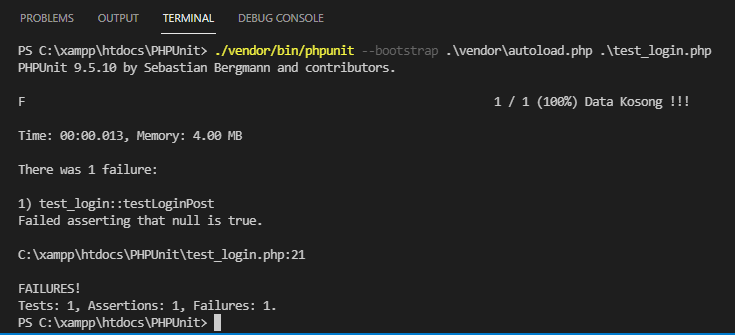 PROBLEMS OUTPUT TERMINAL DEBUG CONSOLE
PS C:\xampp\htdocs\PHPUnit> ./vendor/bin/phpunit --bootstrap .\vendor\autoload.php .\test_login.php
PHPUnit 9.5.10 by Sebastian Bergmann and contributors.
F 1 / 1 (100%) Data Kosong !!!
Time: 00:00.013, Memory: 4.00 MB
There was 1 failure:
1) test_login::testLoginPost
Failed asserting that null is true.
C:\xampp\htdocs\PHPUnit\test_login.php:21
FAILURES!
Tests: 1, Assertions: 1, Failures: 1.
PS C:\xampp\htdocs\PHPUnit>